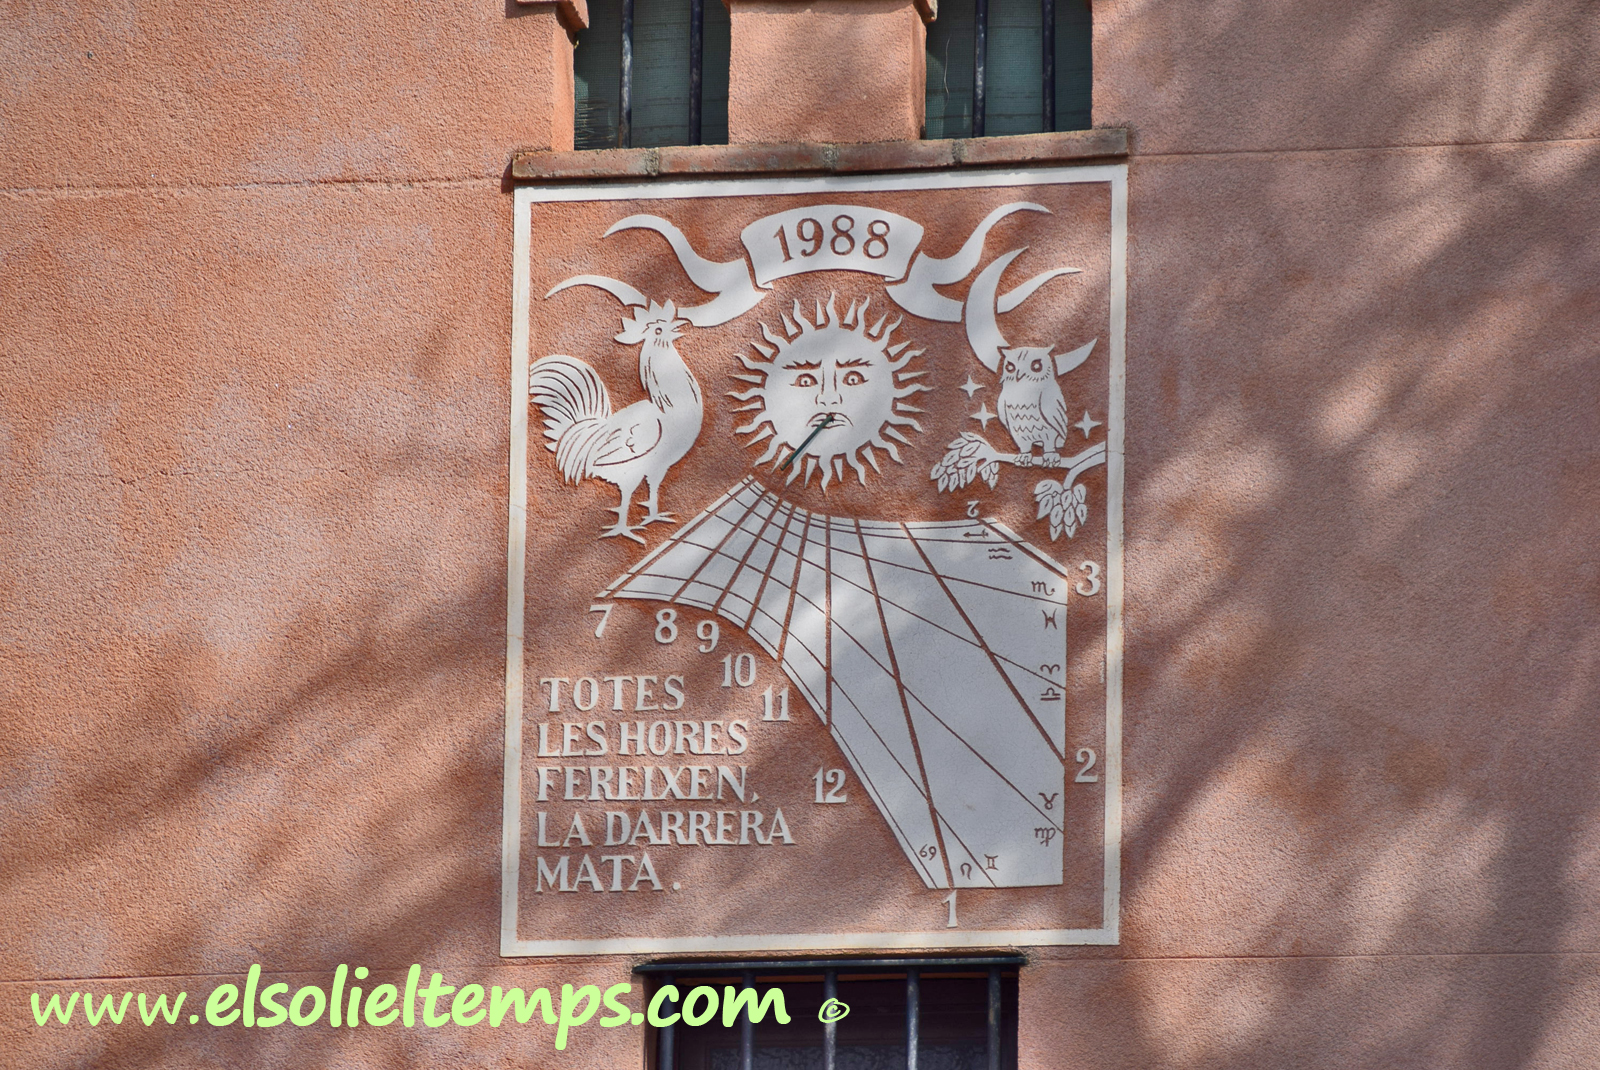 1988
7
8
9
10
11
12
1
2
3
TOTES
LES HORES
FEREIXEN,
LA DARRERA
MATA.
www.elsolieltemps.com ©